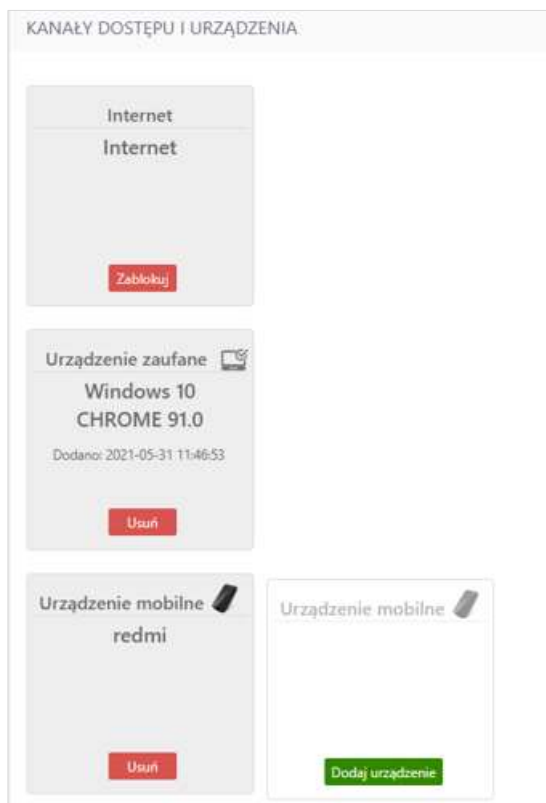 KANAŁY DOSTĘPU I URZĄDZENIA
Internet
Internet
Zablokuj
Urządzenie zaufane
Windows 10
CHROME 91.0
Dodano: 2021-05-31 11:46:53
Usuń
Urządzenie mobilne
redmi
Usuń
Urządzenie mobilne
Dodaj urządzenie